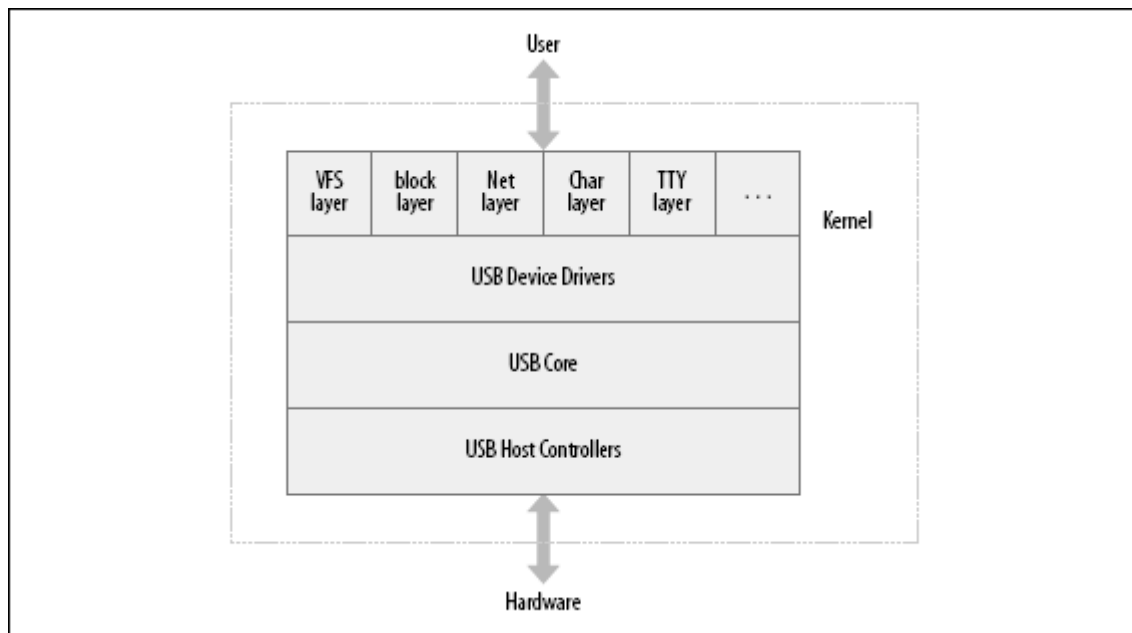 User
VFS layer
block layer
Net layer
Char layer
TTY layer
...
Kernel
USB Device Drivers
USB Core
USB Host Controllers
Hardware